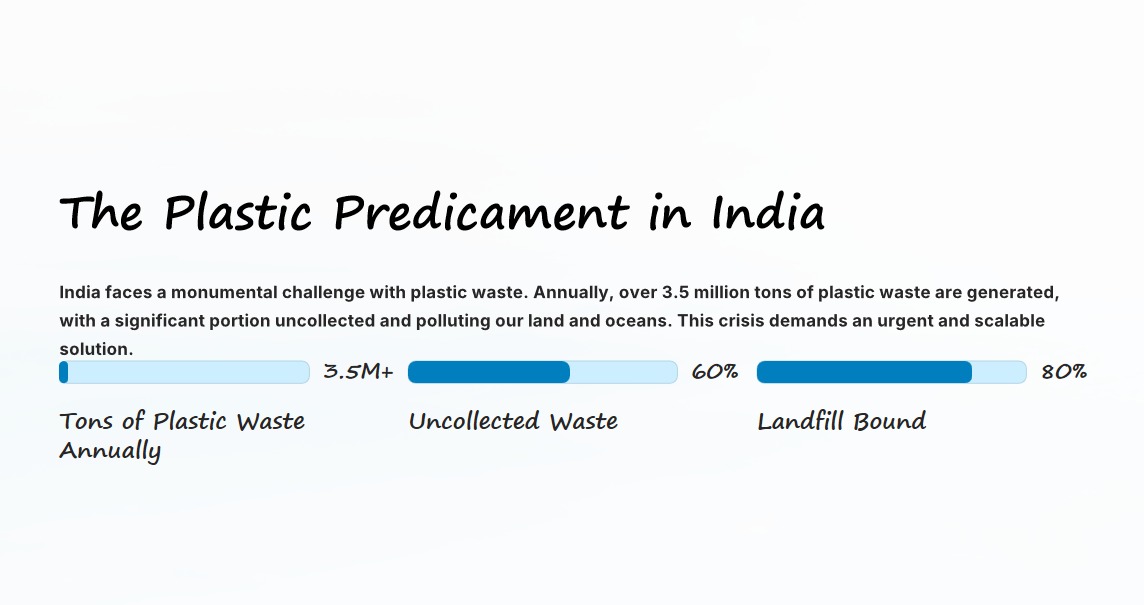 The Plastic Predicament in India
India faces a monumental challenge with plastic waste. Annually, over 3.5 million tons of plastic waste are generated,
with a significant portion uncollected and polluting our land and oceans. This crisis demands an urgent and scalable
solution.
3.5M+
60%
80%
Tons of Plastic Waste
Annually
Uncollected Waste
Landfill Bound